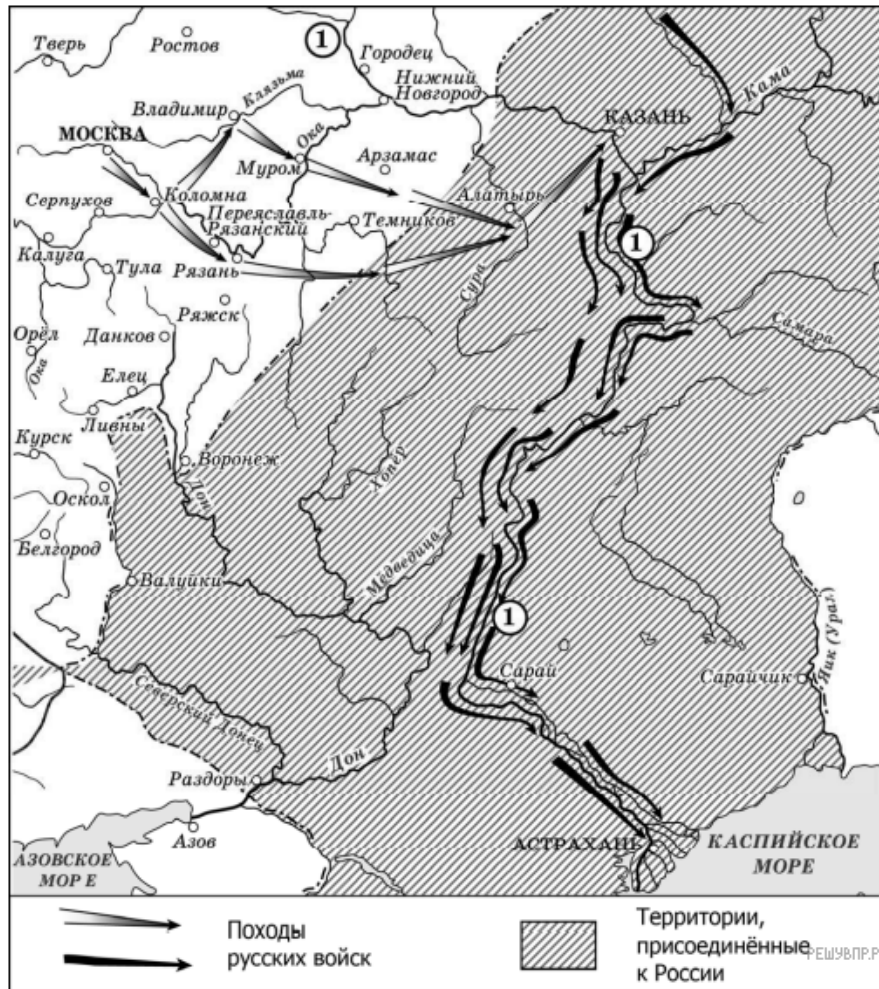 Тверь
Ростов
1
Городец
Нижний
Новгород
Кама
Клязьма
Владимир
КАЗАНЬ
МОСКВА
Ока
Муром
Арзамас
Серпухов
Коломна
Алатырь
Переяславль-
Рязанский
Темников
1
Калуга
Тула
Рязань
Сура
Ряжск
Орёл
Данков
Самара
Ока
Елец
Ливны
Курск
Воронеж
Хопёр
Оскол
Дон
Белгород
Медведица
Валуйки
1
Яик (Урал)
Сарай
Сарайчик
Северский Донец
Дон
Раздоры
Азов
АСТРАХАНЬ
КАСПИЙСКОЕ
МОРЕ
АЗОВСКОЕ
МОРЕ
Походы
русских войск
Территории,
присоединённые
к России
РЕШУВПР.Р